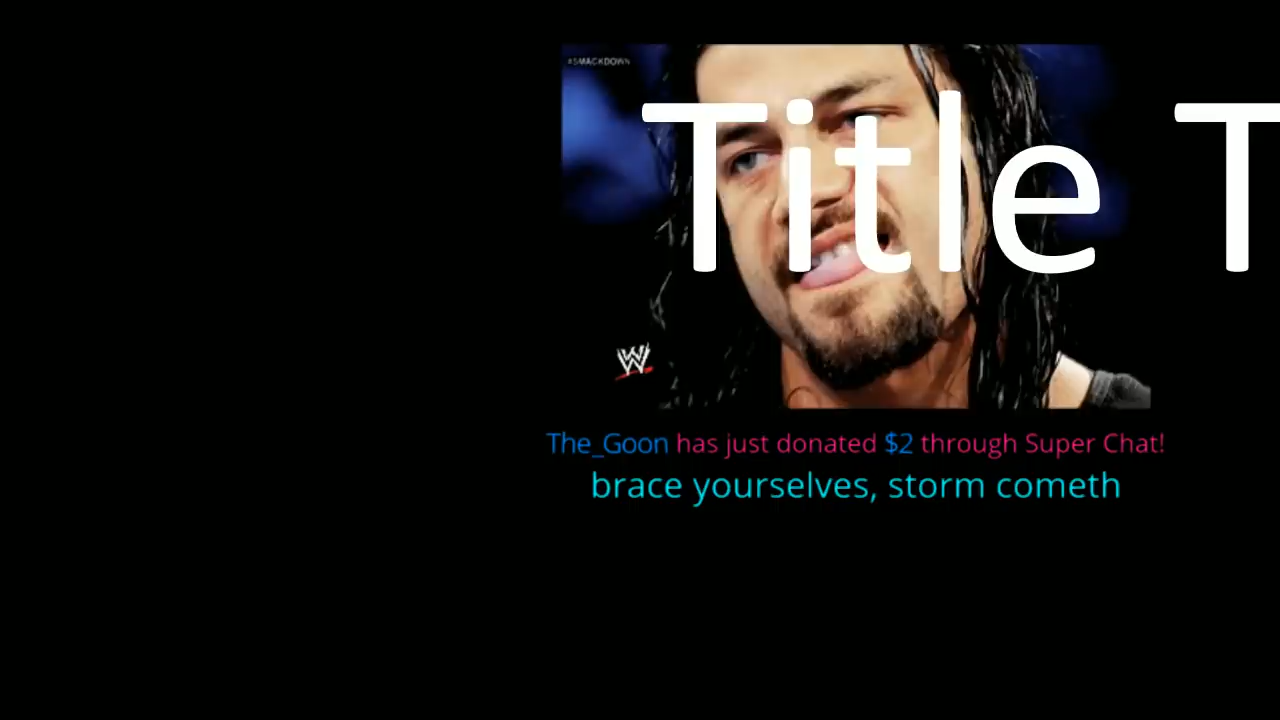 #SMACKDOWN
Title T
W
The_Goon has just donated $2 through Super Chat!
brace yourselves, storm cometh